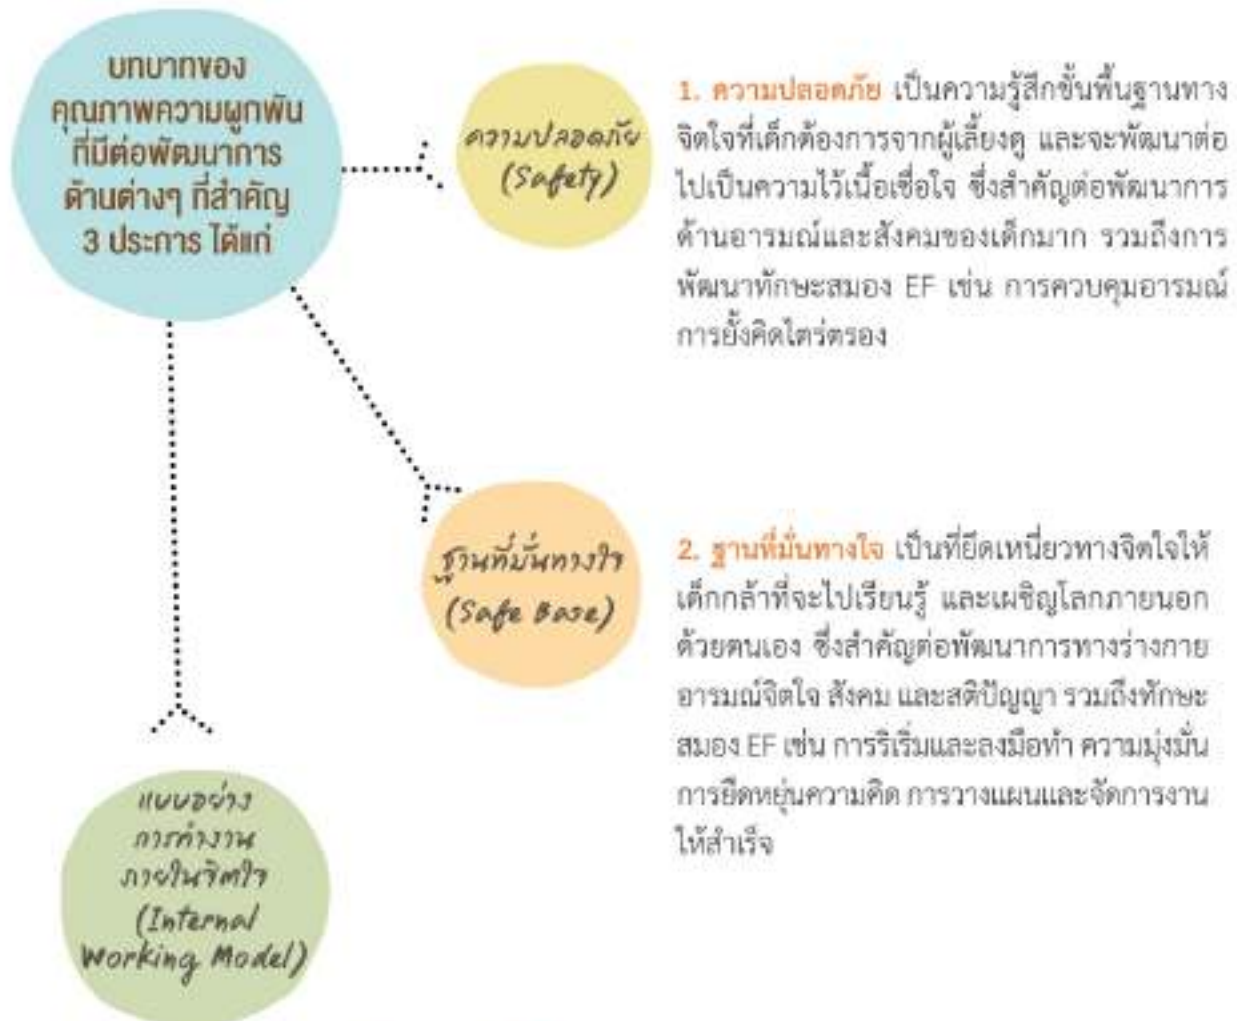 บทบาทของ
คุณภาพความผูกพัน
ที่มีต่อพัฒนาการ
ด้านต่างๆ ที่สำคัญ
3 ประการ ได้แก่
ความปลอดภัย
(Safety)
1. ความปลอดภัย เป็นความรู้สึกขั้นพื้นฐานทาง
จิตใจที่เด็กต้องการจากผู้เลี้ยงดู และจะพัฒนาต่อ
ไปเป็นความไว้เนื้อเชื่อใจ ซึ่งสำคัญต่อพัฒนาการ
ด้านอารมณ์และสังคมของเด็กมาก รวมถึงการ
พัฒนาทักษะสมอง EF เช่น การควบคุมอารมณ์
การยั้งคิดไตร่ตรอง
ฐานที่มั่นทางใจ
(Safe Base)
2. ฐานที่มั่นทางใจ เป็นที่ยึดเหนี่ยวทางจิตใจให้
เด็กกล้าที่จะไปเรียนรู้ และเผชิญโลกภายนอก
ด้วยตนเอง ซึ่งสำคัญต่อพัฒนาการทางร่างกาย
อารมณ์จิตใจ สังคม และสติปัญญา รวมถึงทักษะ
สมอง EF เช่น การริเริ่มและลงมือทำ ความมุ่งมั่น
การยืดหยุ่นความคิด การวางแผนและจัดการงาน
ให้สำเร็จ
แบบอย่าง
การทำงาน
ภายในจิตใจ
(Internal
Working Model)